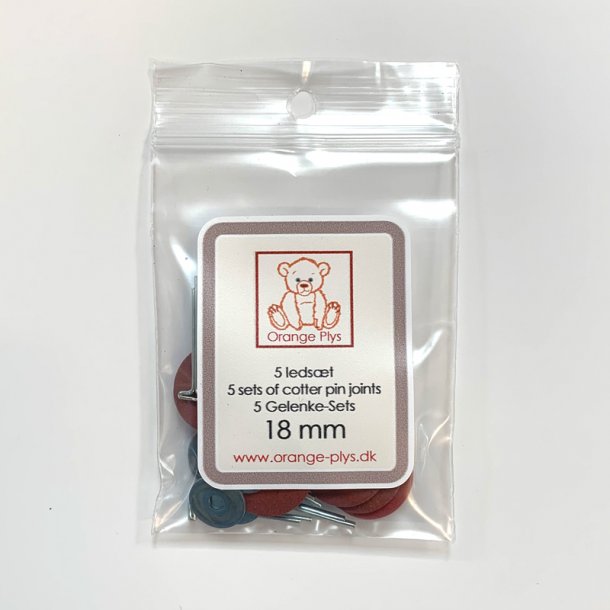 Orange Plys
5 ledsæt
5 sets of cotter pin joints
5 Gelenke-Sets
18 mm
www.orange-plys.dk